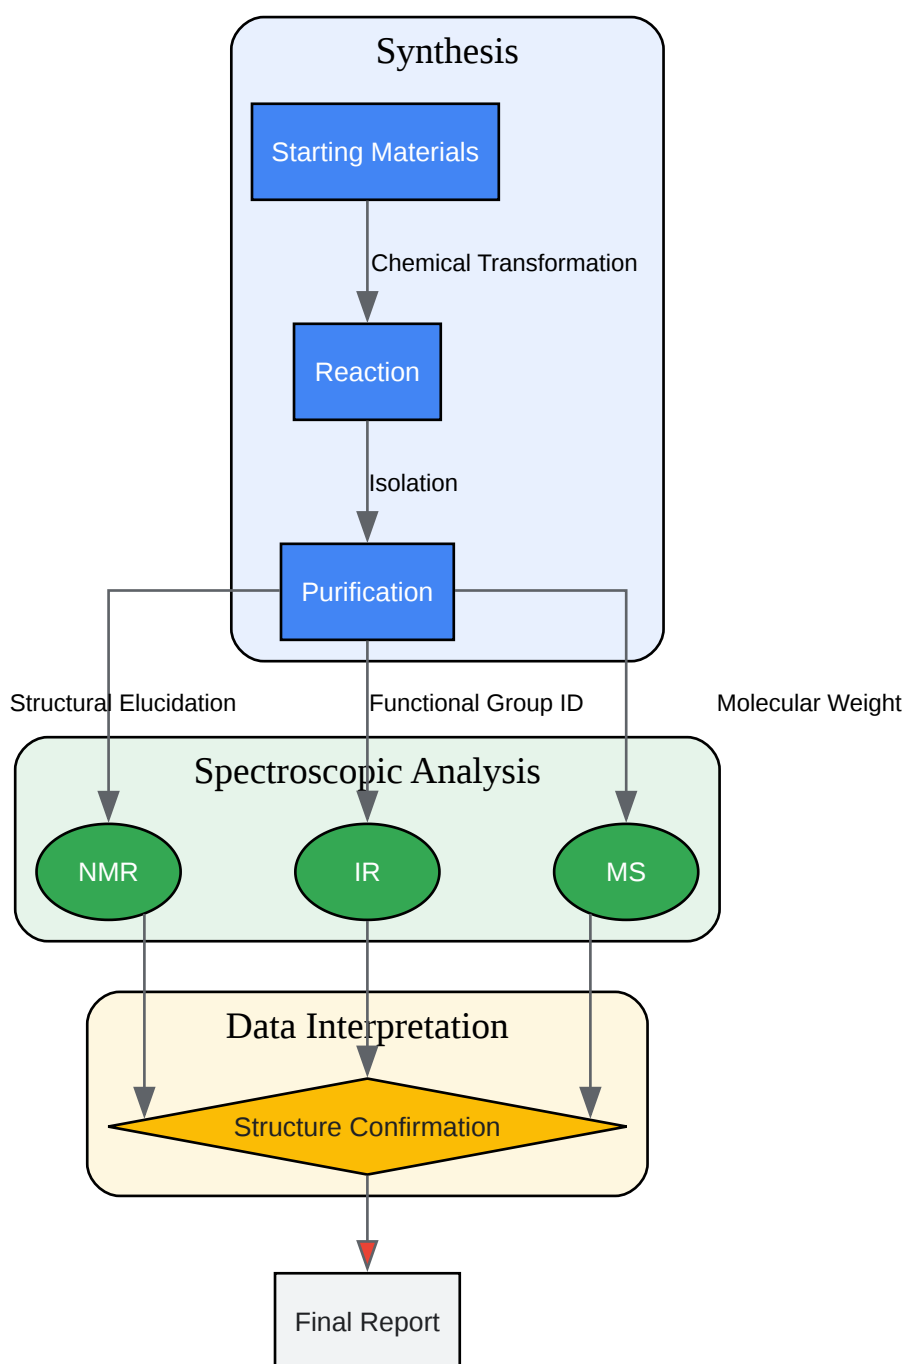 Synthesis
Starting Materials
Chemical Transformation
Reaction
Isolation
Purification
Structural Elucidation
Functional Group ID
Molecular Weight
Spectroscopic Analysis
NMR
IR
MS
Data Interpretation
Structure Confirmation
Final Report